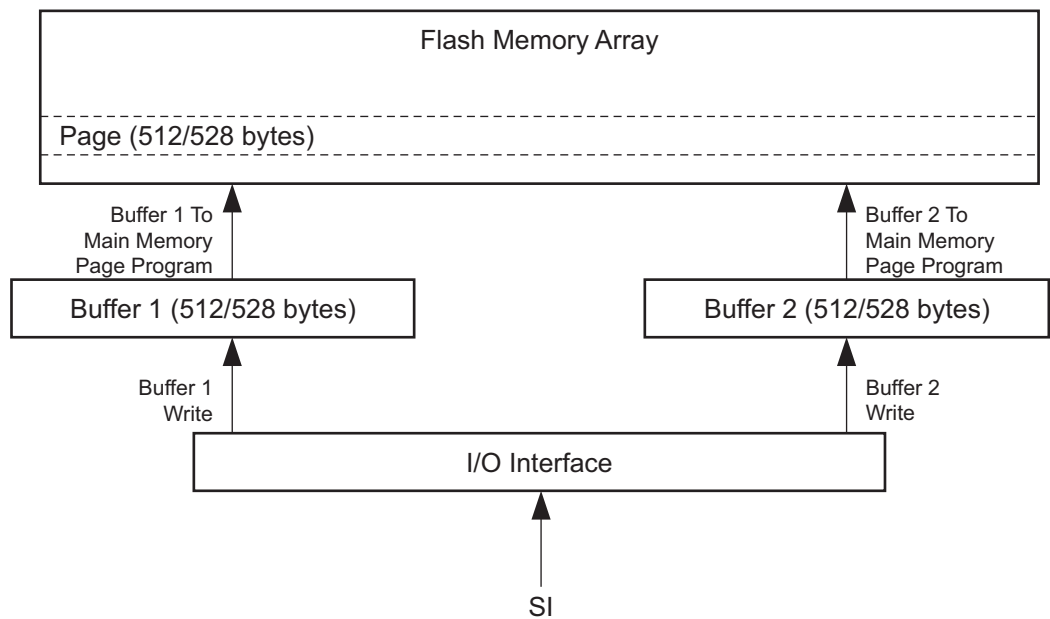 Flash Memory Array
Page (512/528 bytes)
Buffer 1 To
Main Memory
Page Program
Buffer 2 To
Main Memory
Page Program
Buffer 1 (512/528 bytes)
Buffer 2 (512/528 bytes)
Buffer 1
Write
Buffer 2
Write
I/O Interface
SI